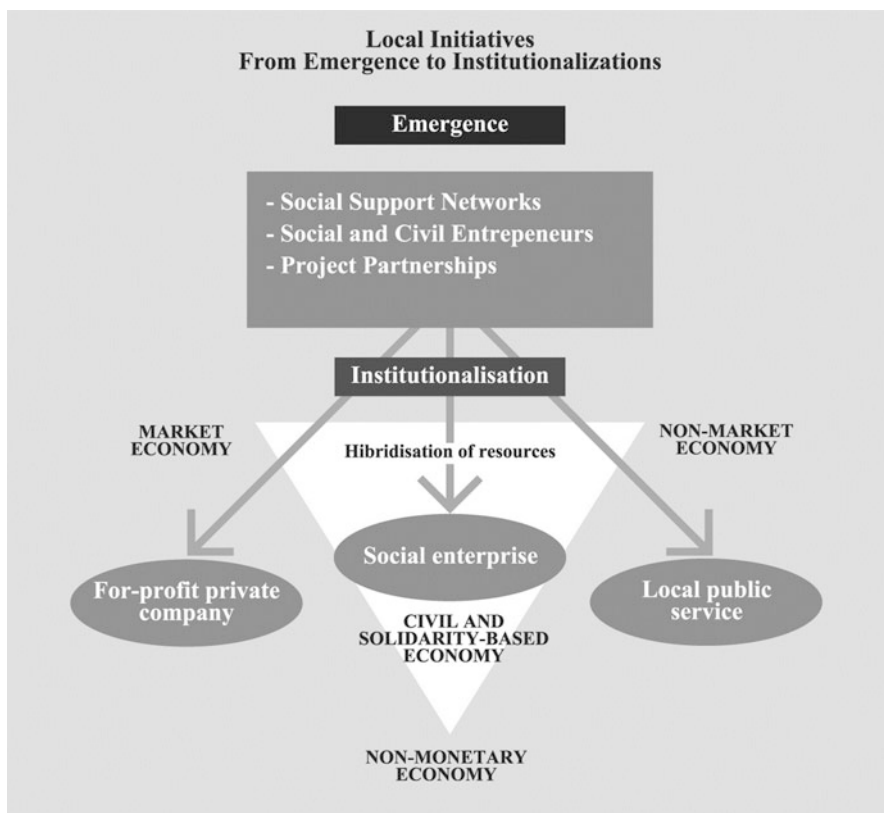 Local Initiatives
From Emergence to Institutionalizations
Emergence
- Social Support Networks
- Social and Civil Entrepeneurs
- Project Partnerships
Institutionalisation
MARKET
ECONOMY
NON-MARKET
ECONOMY
Hibridisation of resources
Social enterprise
For-profit private
company
Local public
service
CIVIL AND
SOLIDARITY-BASED
ECONOMY
NON-MONETARY
ECONOMY